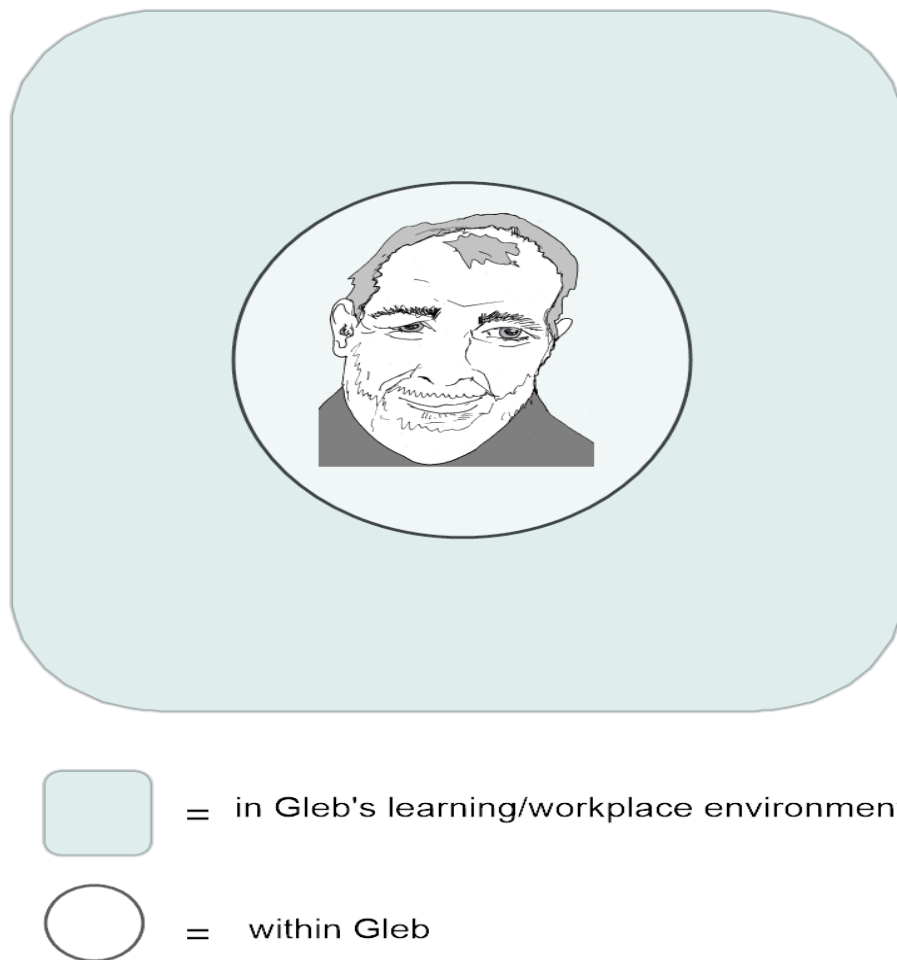 = in Gleb's learning/workplace environmen
= within Gleb